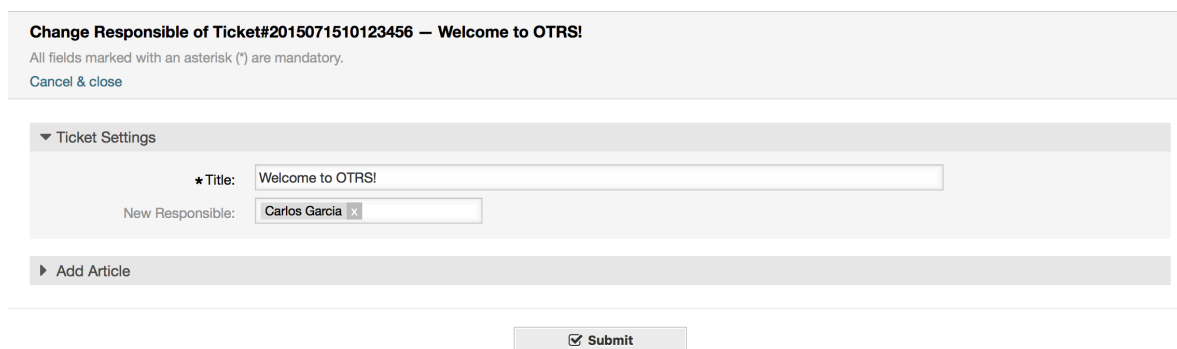 Change Responsible of Ticket#2015071510123456 — Welcome to OTRS!
All fields marked with an asterisk (*) are mandatory.
Cancel & close
Ticket Settings
* Title: Welcome to OTRS!
New Responsible: Carlos Garcia x
Add Article
Submit